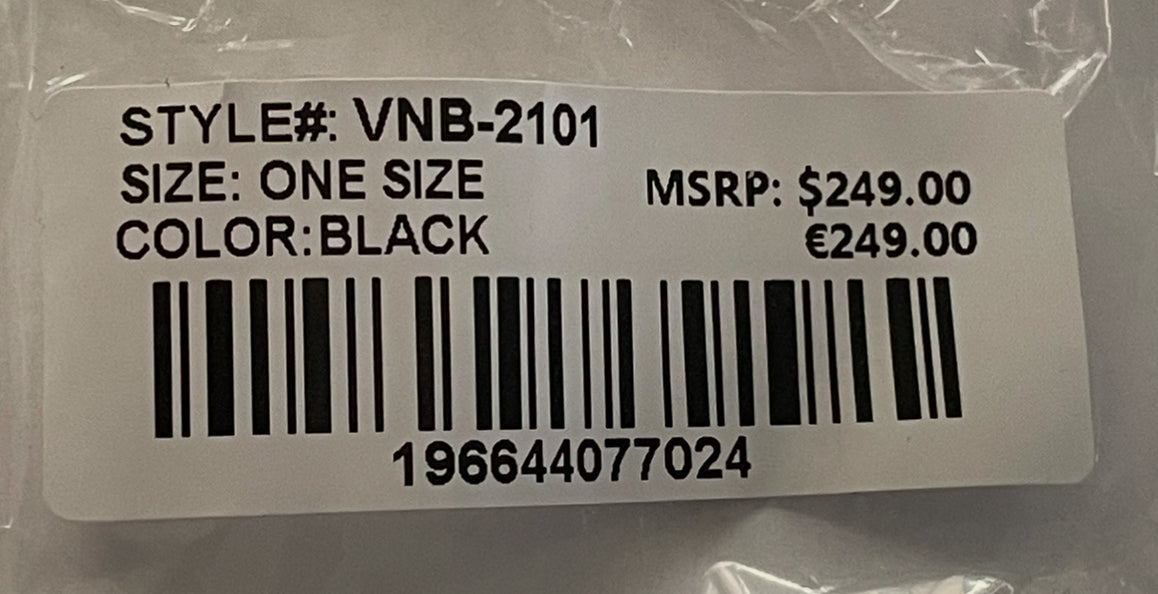 STYLE#: VNB-2101
SIZE: ONE SIZE
COLOR:BLACK
MSRP: $249.00
€249.00
196644077024